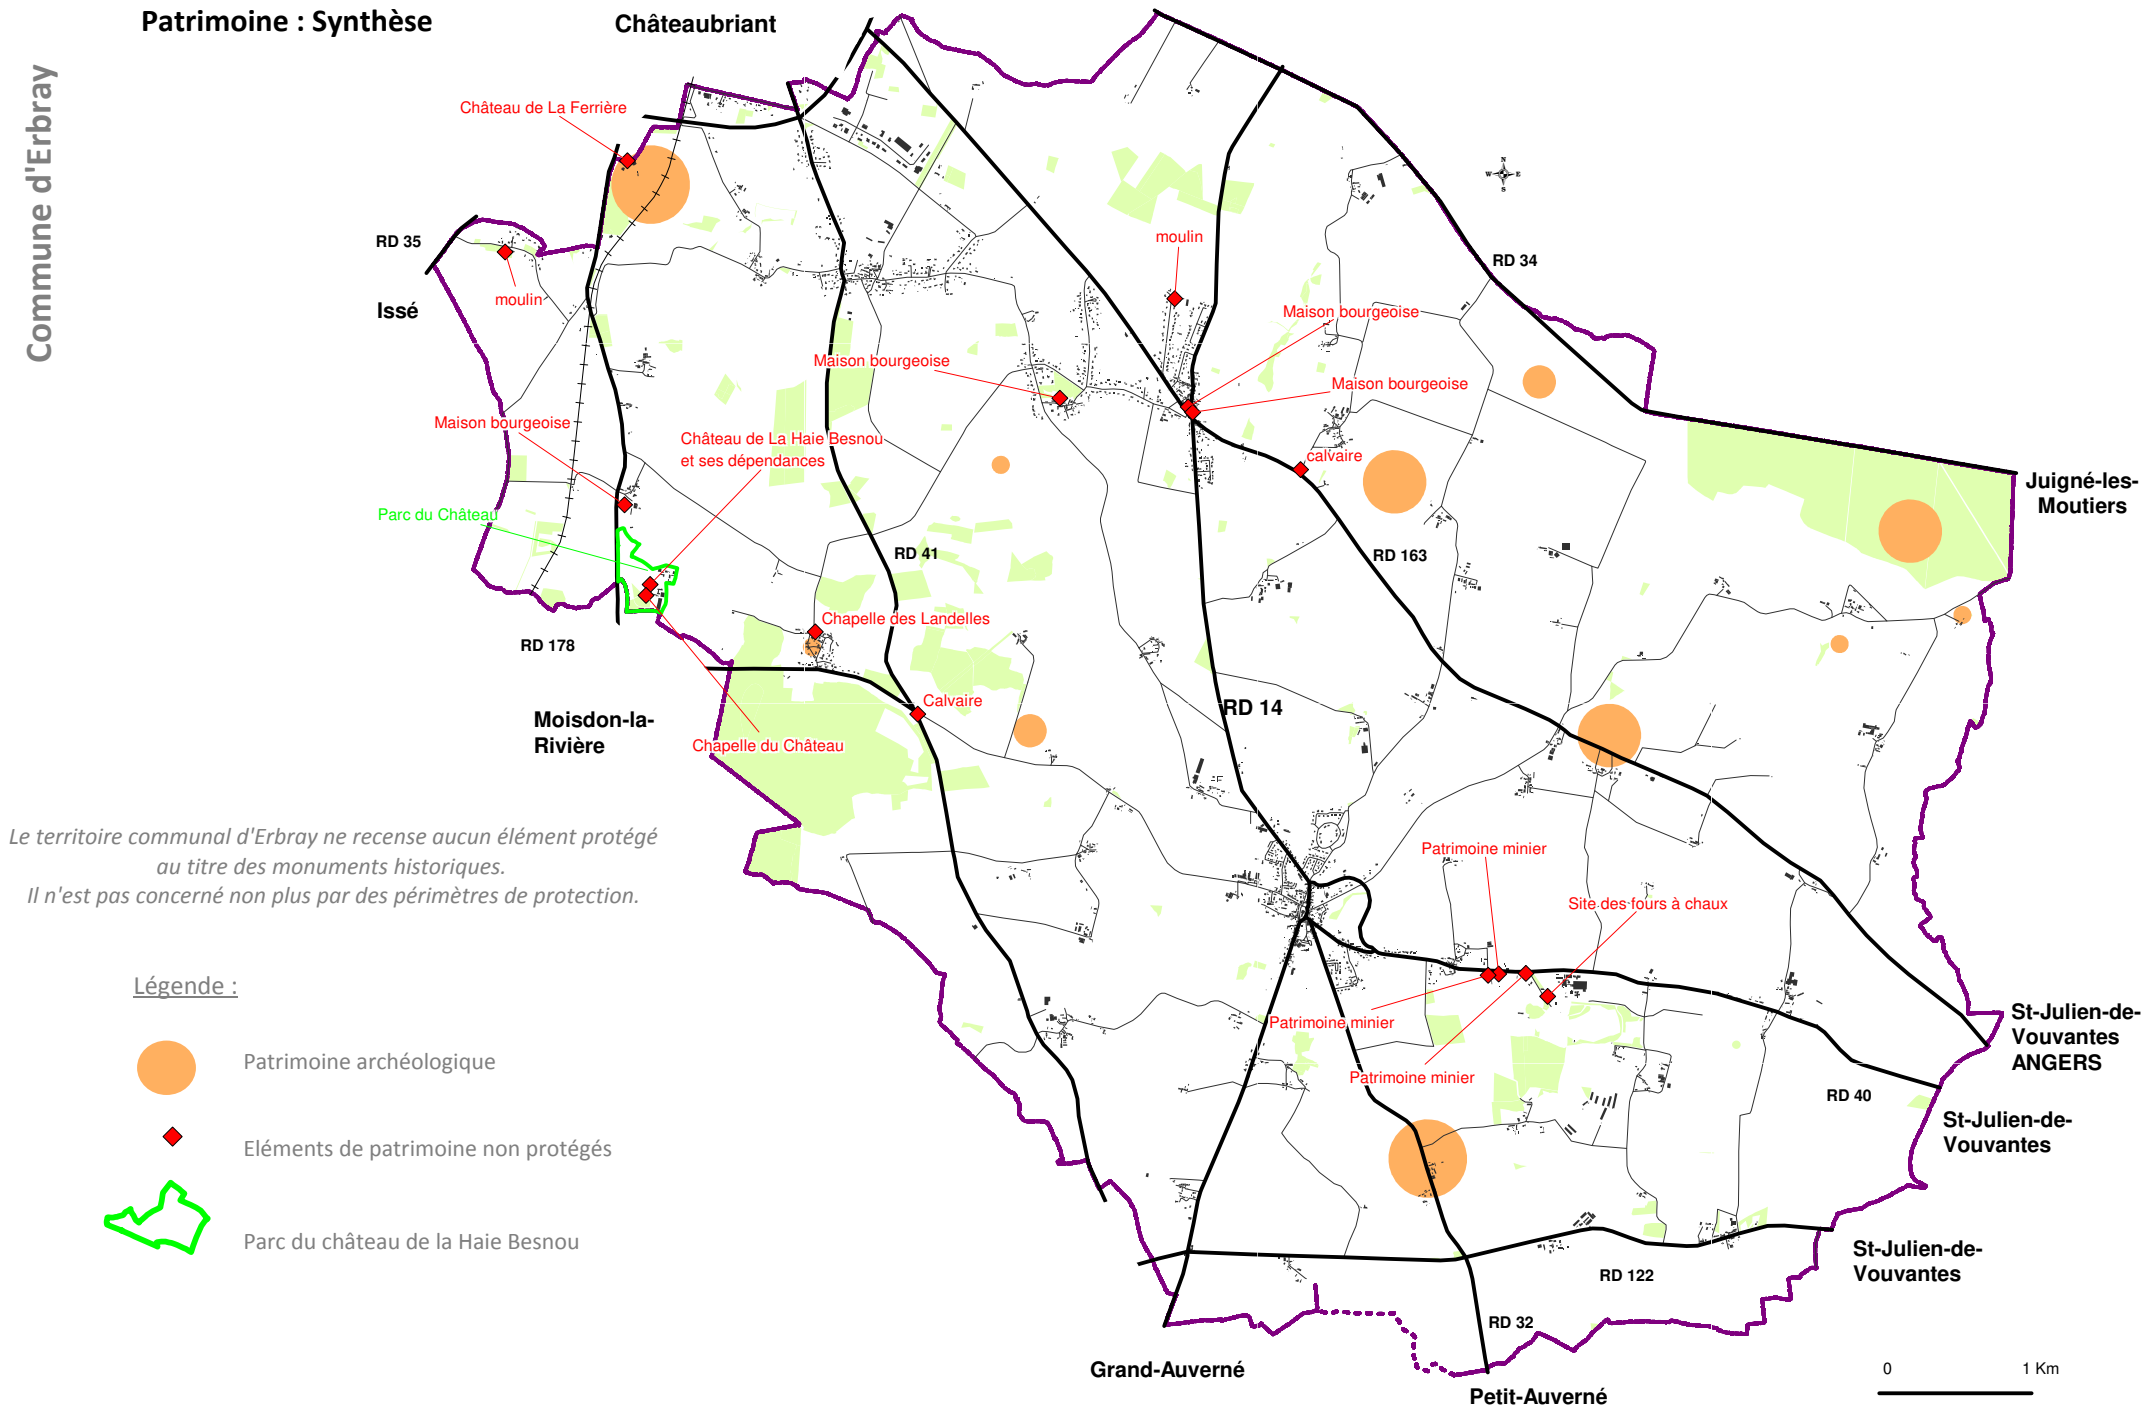 Patrimoine : Synthèse
Commune d'Erbray
Châteaubriant
Château de La Ferrière
N
W E
S
RD 35
moulin
RD 34
moulin
Issé
Maison bourgeoise
Maison bourgeoise
Maison bourgeoise
Maison bourgeoise
Château de La Haie Besnou
et ses dépendances
calvaire
Juigné-les-
Moutiers
Parc du Château
RD 41
RD 163
Chapelle des Landelles
RD 178
Calvaire
RD 14
Moisdon-la-
Rivière
Chapelle du Château
Le territoire communal d'Erbray ne recense aucun élément protégé
au titre des monuments historiques.
Il n'est pas concerné non plus par des périmètres de protection.
Patrimoine minier
Site des fours à chaux
Patrimoine minier
Patrimoine minier
St-Julien-de-
Vouvantes
ANGERS
RD 40
St-Julien-de-
Vouvantes
Légende :
Patrimoine archéologique
Eléments de patrimoine non protégés
Parc du château de la Haie Besnou
St-Julien-de-
Vouvantes
RD 122
RD 32
Grand-Auverné
Petit-Auverné
0 1 Km